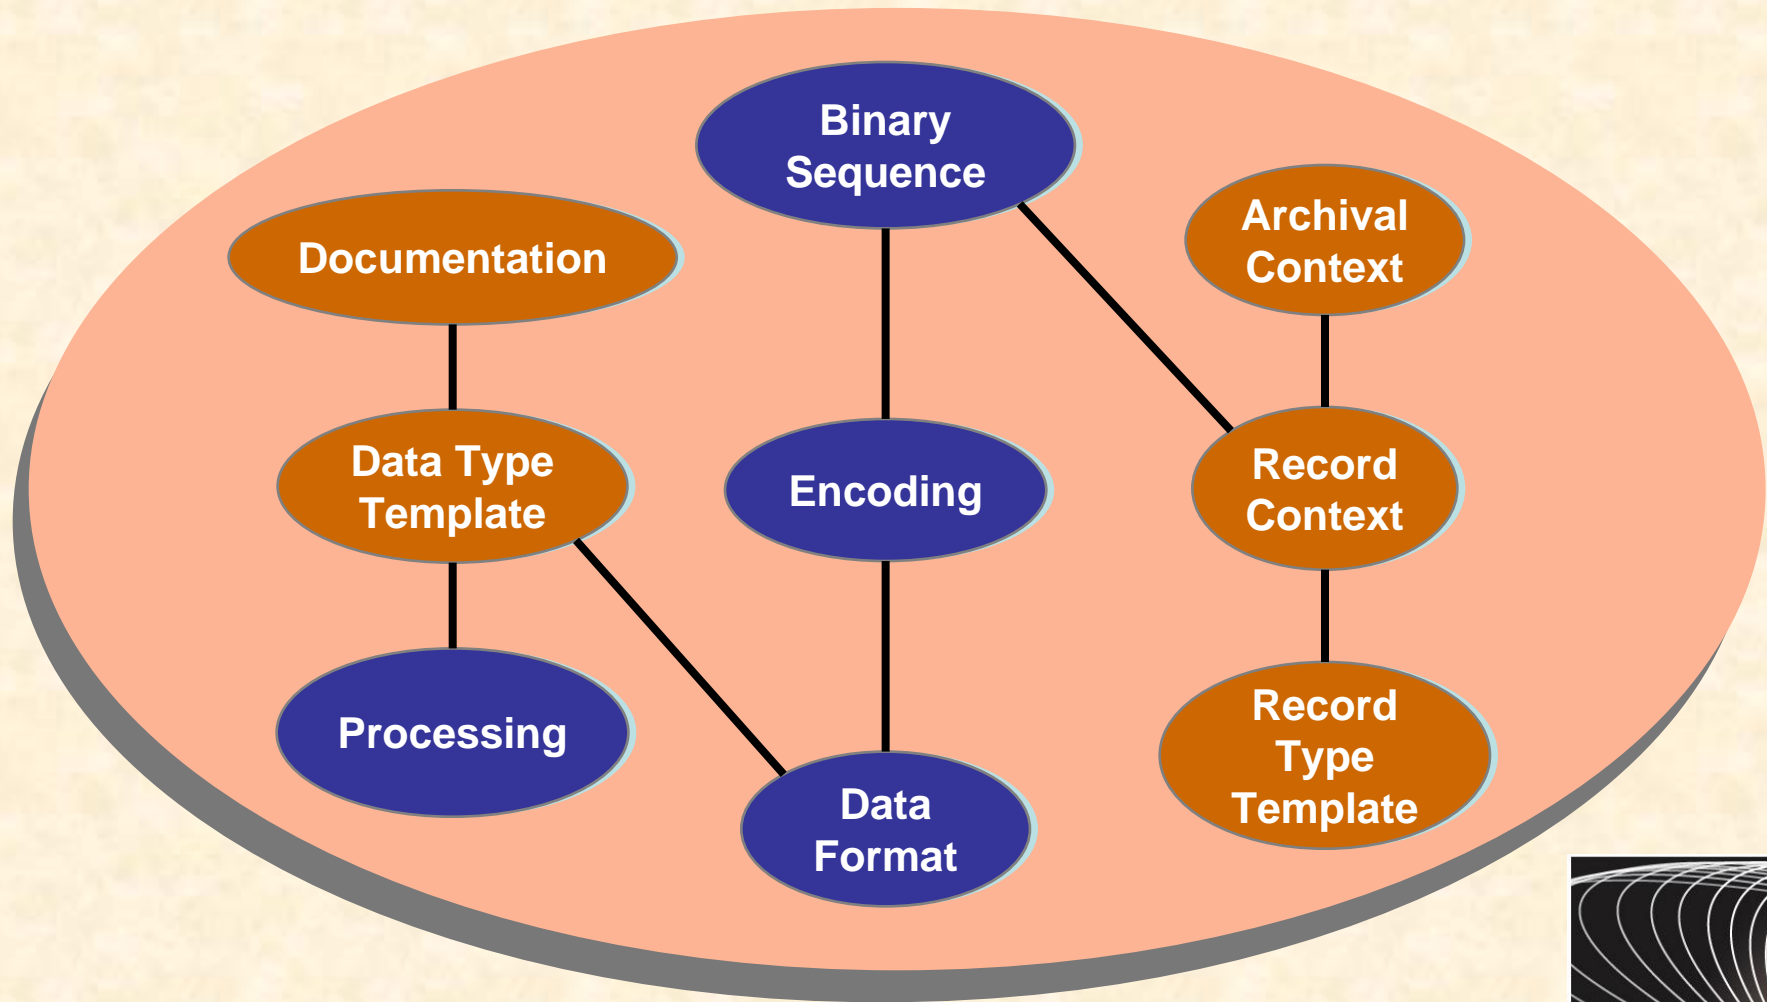 Binary
Sequence
Archival
Context
Documentation
Data Type
Template
Encoding
Record
Context
Processing
Record
Type
Template
Data
Format